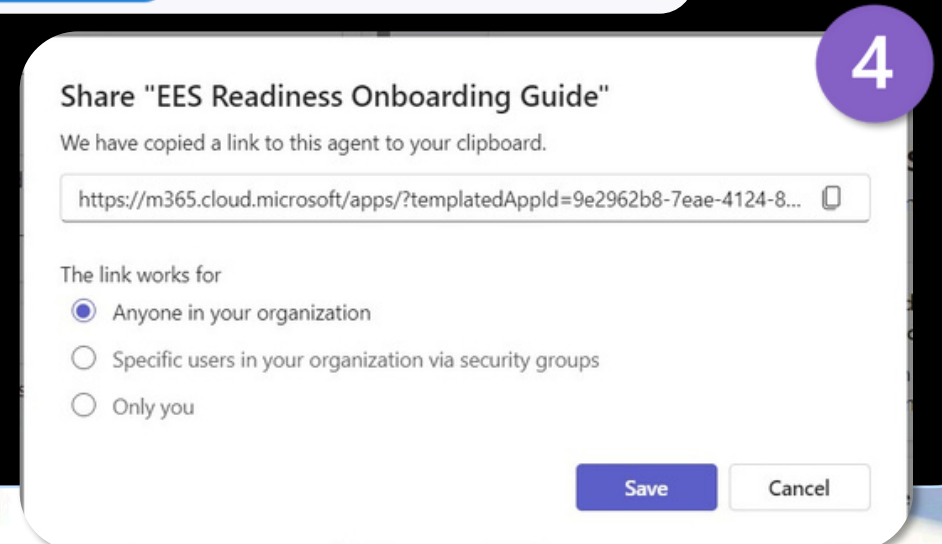 4
Share "EES Readiness Onboarding Guide"
We have copied a link to this agent to your clipboard.
https://m365.cloud.microsoft/apps/?templatedAppId=9e2962b8-7eae-4124-8...
The link works for
Anyone in your organization
Specific users in your organization via security groups
Only you
Save Cancel